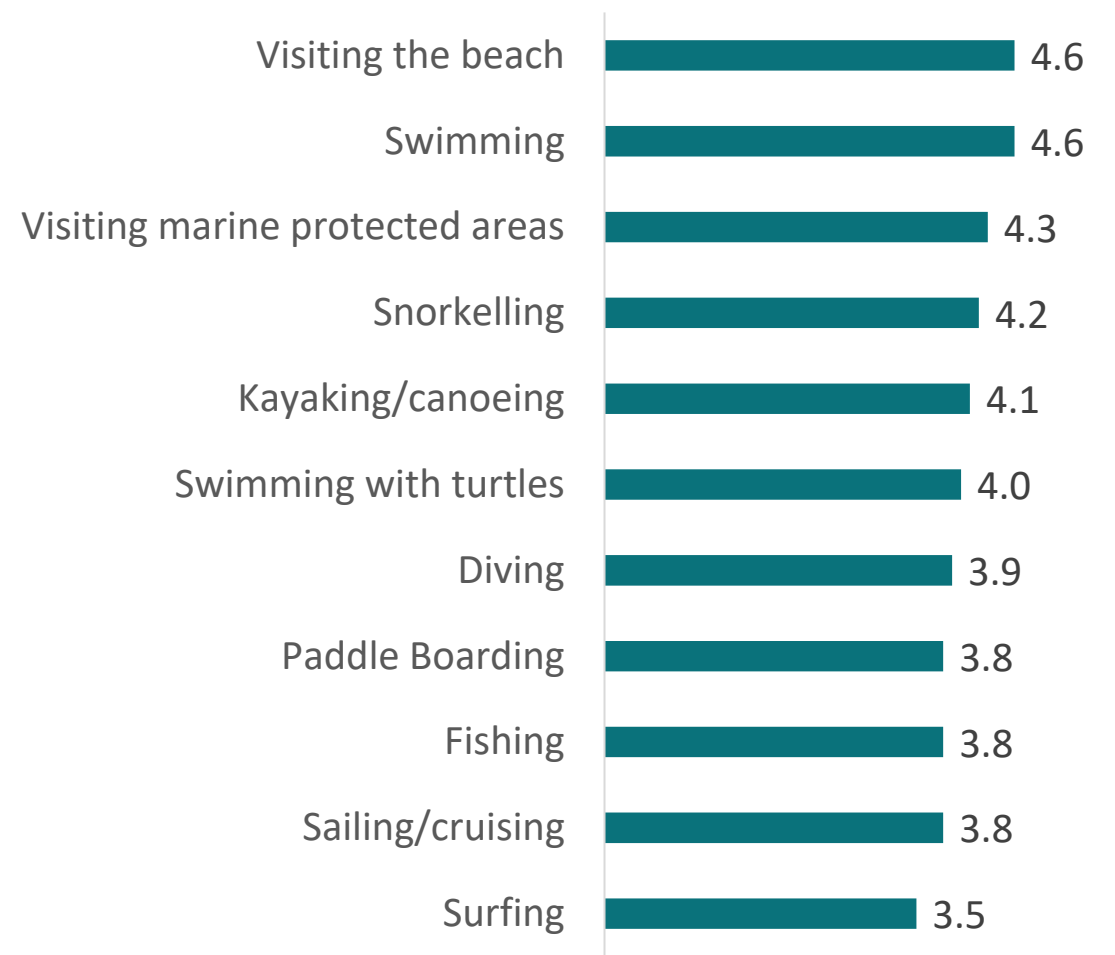 Visiting the beach 4.6
Swimming 4.6
Visiting marine protected areas 4.3
Snorkelling 4.2
Kayaking/canoeing 4.1
Swimming with turtles 4.0
Diving 3.9
Paddle Boarding 3.8
Fishing 3.8
Sailing/cruising 3.8
Surfing 3.5